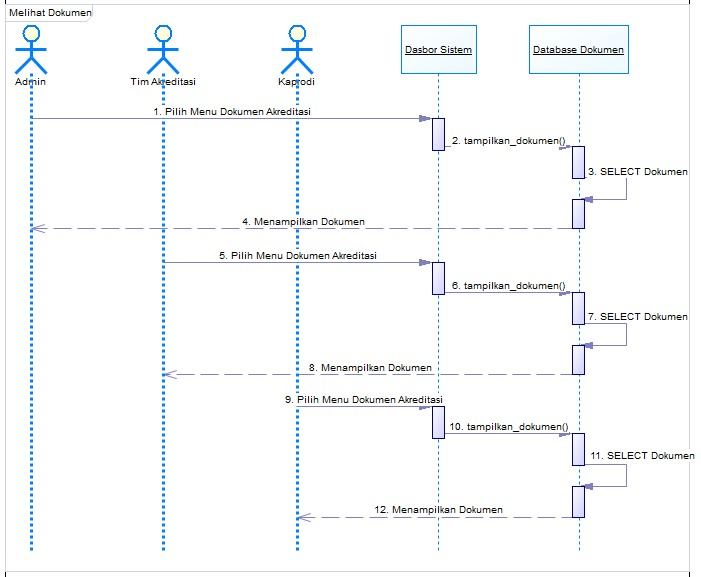 Melihat Dokumen
Admin
Tim Akreditasi
Kaprodi
Dasbor Sistem
Database Dokumen
1. Pilih Menu Dokumen Akreditasi
2. tampilkan_dokumen()
3. SELECT Dokumen
4. Menampilkan Dokumen
5. Pilih Menu Dokumen Akreditasi
6. tampilkan_dokumen()
7. SELECT Dokumen
8. Menampilkan Dokumen
9. Pilih Menu Dokumen Akreditasi
10. tampilkan_dokumen()
11. SELECT Dokumen
12. Menampilkan Dokumen